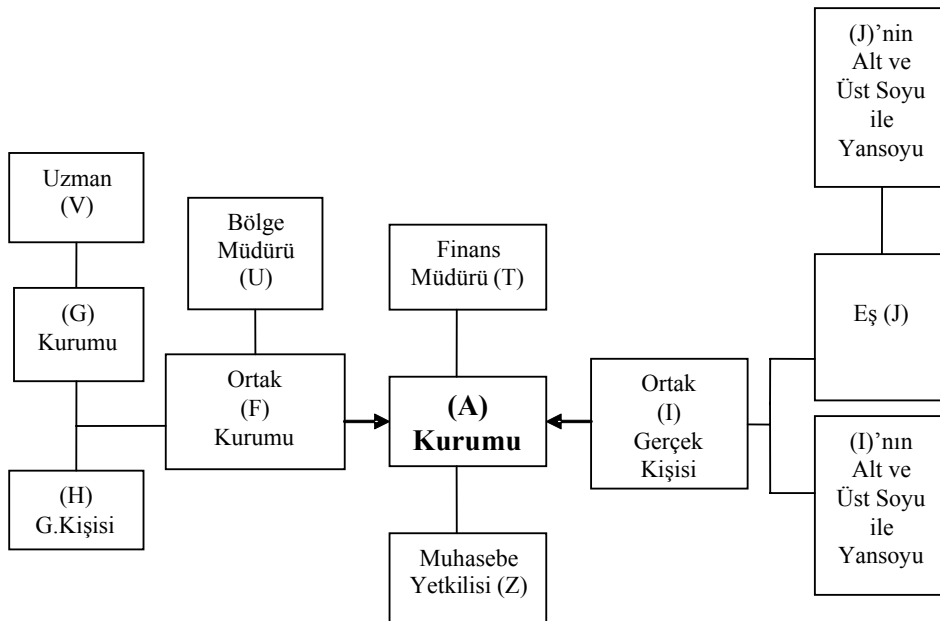 (J)’nin
Alt ve
Üst Soyu
ile
Yansoyu
Uzman
(V)
Bölge
Müdürü
(U)
Finans
Müdürü (T)
(G)
Kurumu
Eş (J)
Ortak
(F)
Kurumu
(A)
Kurumu
Ortak
(I)
Gerçek
Kişisi
(H)
G.Kişisi
(I)’nın
Alt ve
Üst Soyu
ile
Yansoyu
Muhasebe
Yetkilisi (Z)